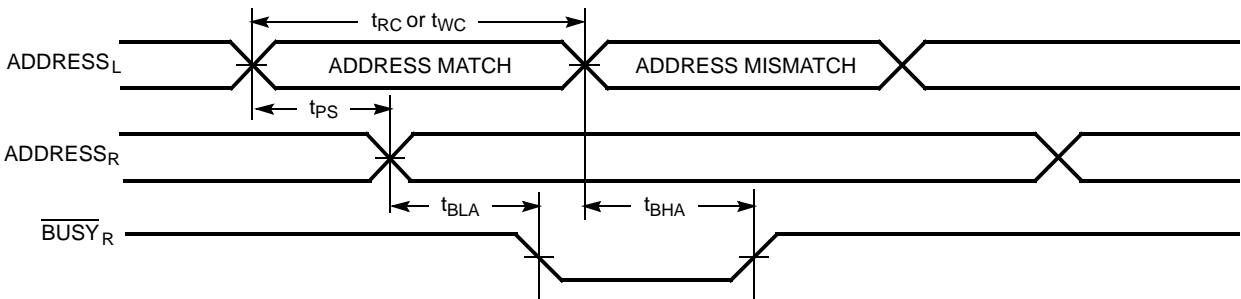 tRC or tWC
ADDRESSL
ADDRESS MATCH
ADDRESS MISMATCH
tPS
ADDRESSR
tBLA
tBHA
BUSYR